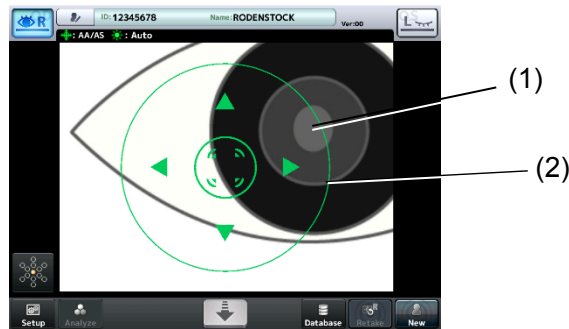 R ID: 12345678 Name: RODENSTOCK Ver:00 L
: AA/AS : Auto
(1)
(2)
R
Setup Analyze Database Retake New